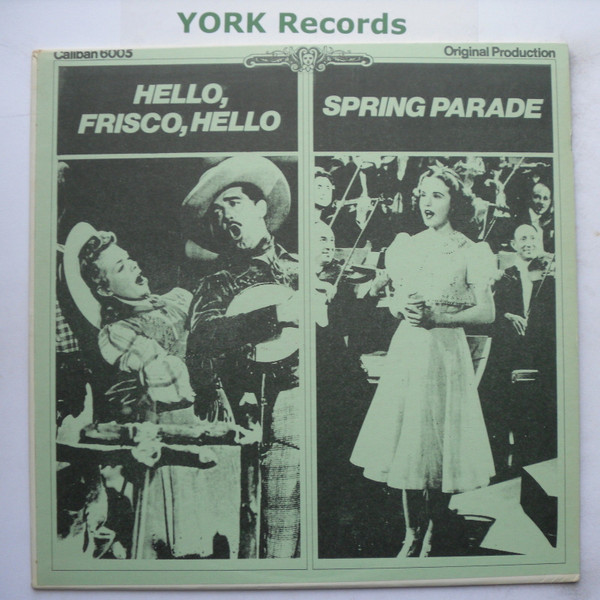 YORK Records
Caliban 6005
Original Production
HELLO,
FRISCO, HELLO
SPRING PARADE